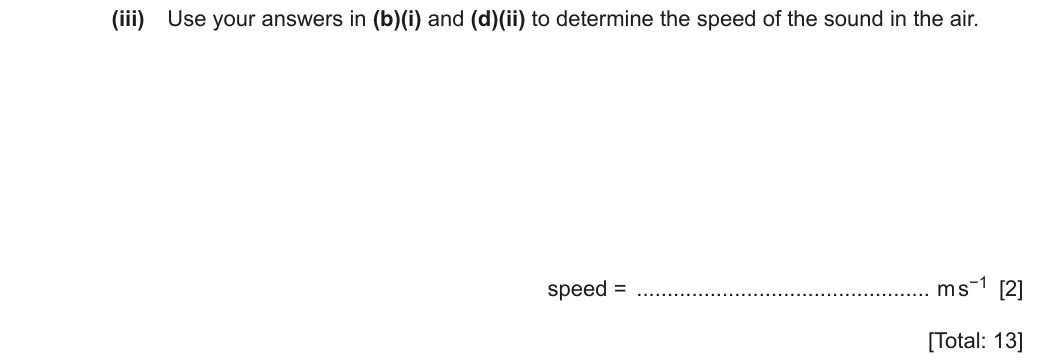 (iii) Use your answers in (b)(i) and (d)(ii) to determine the speed of the sound in the air.
speed = ................................................ m s⁻¹ [2]
[Total: 13]